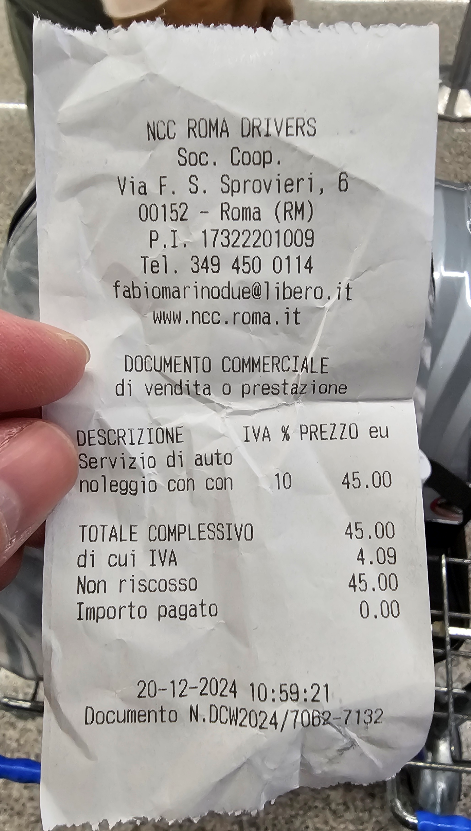 NCC ROMA DRIVERS
Soc. Coop.
Via F. S. Sprovieri, 6
00152 - Roma (RM)
P.I. 17322201009
Tel. 349 450 0114
fabiomarinodue@libero.it
www.ncc.roma.it
DOCUMENTO COMMERCIALE
di vendita o prestazione
DESCRIZIONE IVA % PREZZO eu
Servizio di auto
noleggio con con 10 45.00
TOTALE COMPLESSIVO 45.00
di cui IVA 4.09
Non riscosso 45.00
Importo pagato 0.00
20-12-2024 10:59:21
Documento N.DCW2024/7062-7132